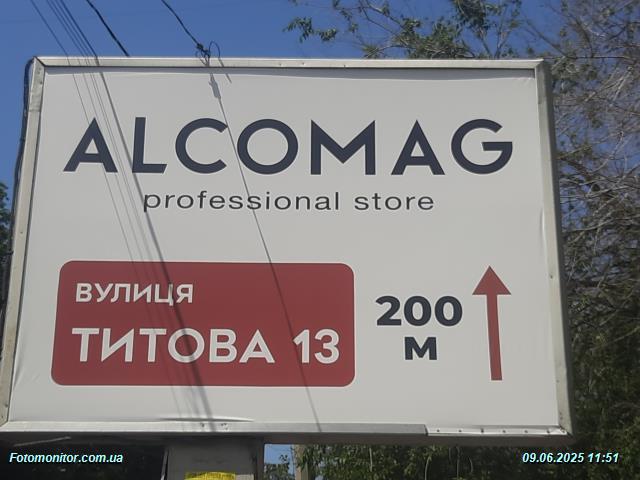 ALCOMAG
professional store
ВУЛИЦЯ
ТИТОВА 13
200
М
Fotomonitor.com.ua
09.06.2025 11:51